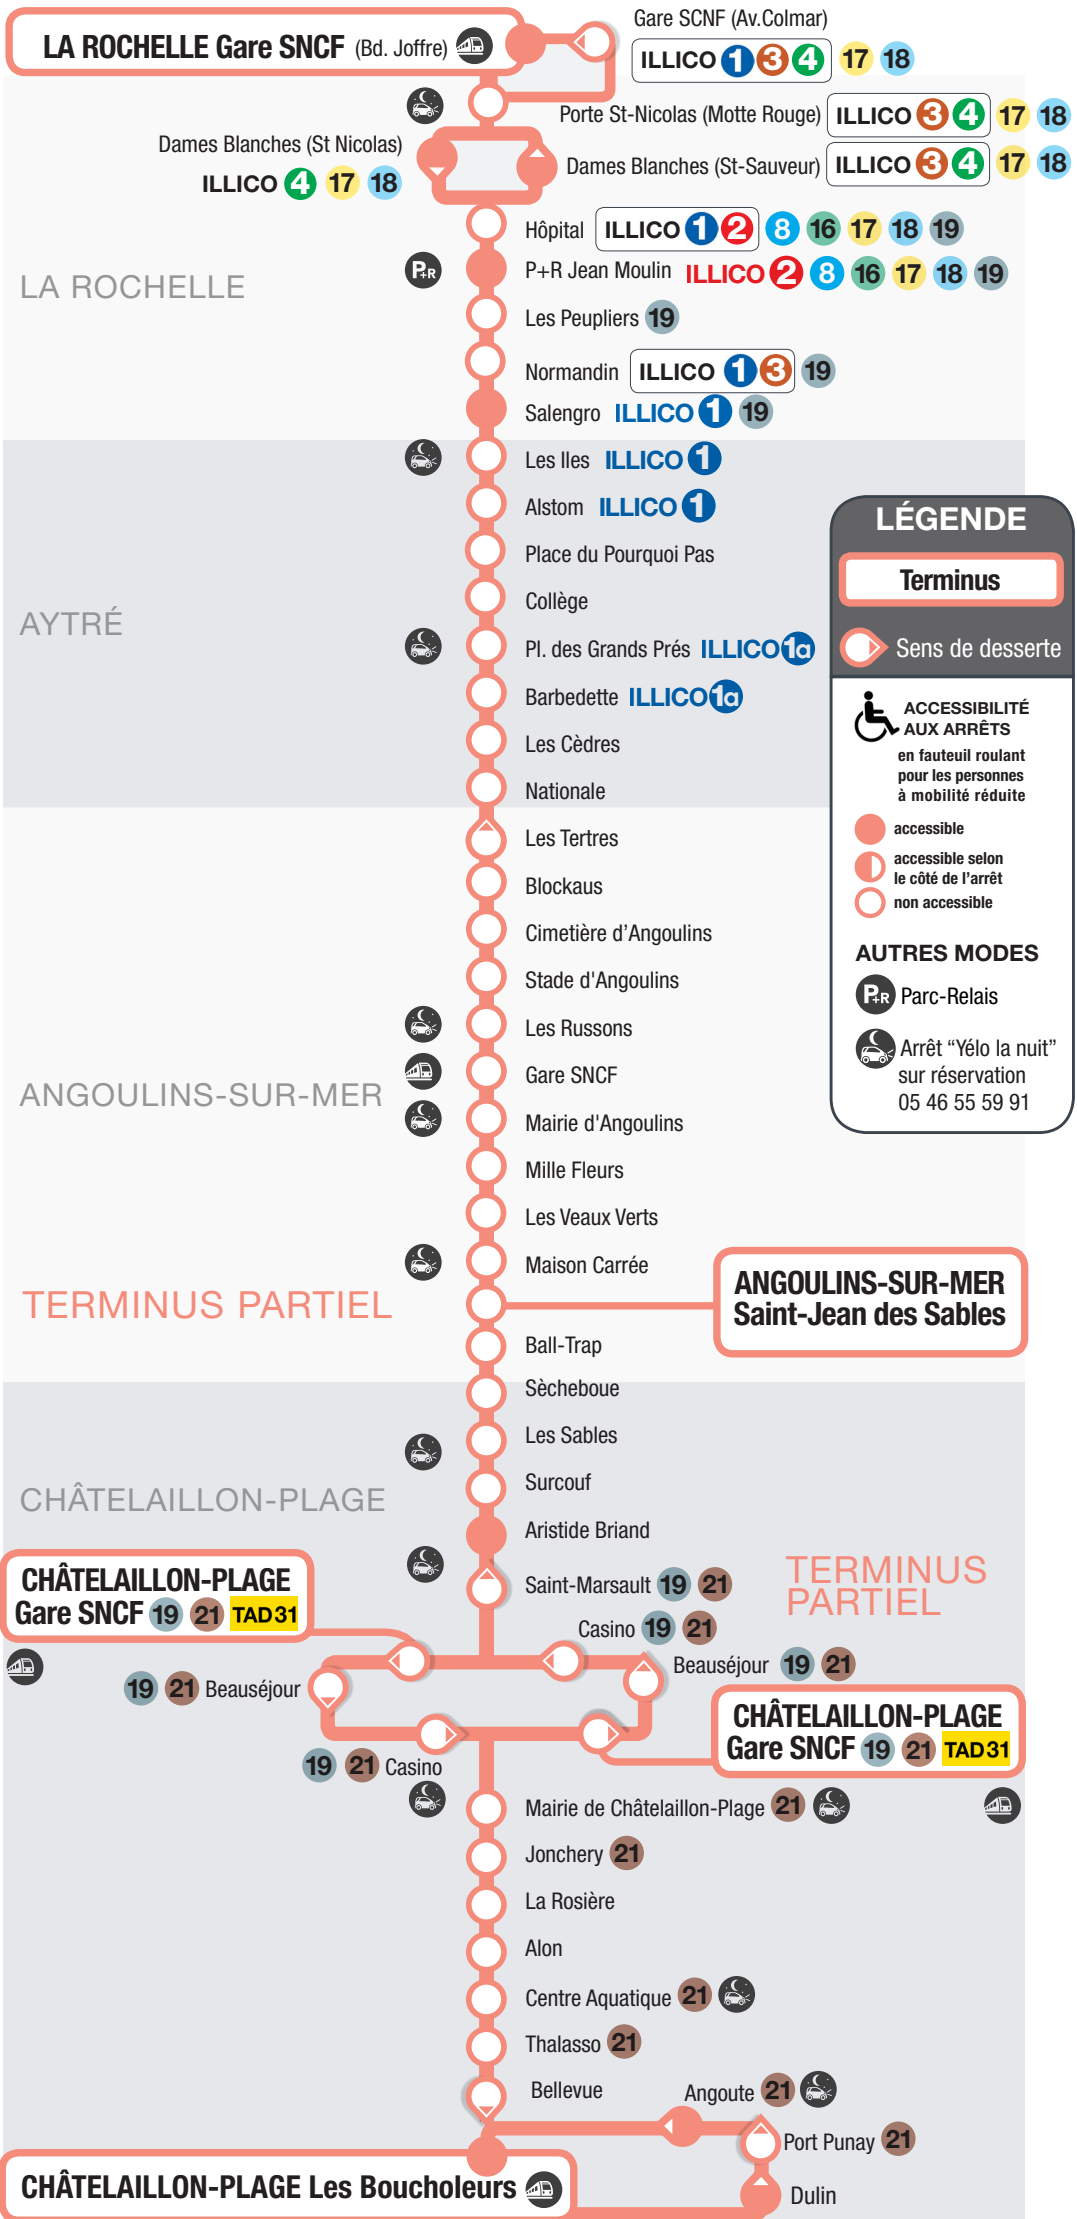 Gare SCNF (Av.Colmar)
LA ROCHELLE Gare SNCF (Bd. Joffre)
ILLICO 1 3 4 17 18
Porte St-Nicolas (Motte Rouge) ILLICO 3 4 17 18
Dames Blanches (St Nicolas)
ILLICO 4 17 18
Dames Blanches (St-Sauveur) ILLICO 3 4 17 18
Hôpital ILLICO 1 2 8 16 17 18 19
LA ROCHELLE
P+R
P+R Jean Moulin ILLICO 2 8 16 17 18 19
Les Peupliers 19
Normandin ILLICO 1 3 19
Salengro ILLICO 1 19
Les Iles ILLICO 1
Alstom ILLICO 1
Place du Pourquoi Pas
Collège
AYTRÉ
Pl. des Grands Prés ILLICO 1a
Barbedette ILLICO 1a
Les Cèdres
Nationale
Les Tertres
Blockaus
Cimetière d'Angoulins
Stade d'Angoulins
Les Russons
Gare SNCF
ANGOULINS-SUR-MER
Mairie d'Angoulins
Mille Fleurs
Les Veaux Verts
Maison Carrée
TERMINUS PARTIEL
ANGOULINS-SUR-MER
Saint-Jean des Sables
Ball-Trap
LÉGENDE
Terminus
Sens de desserte
ACCESSIBILITÉ
AUX ARRÊTS
en fauteuil roulant
pour les personnes
à mobilité réduite
accessible
accessible selon
le côté de l'arrêt
non accessible
AUTRES MODES
P+R Parc-Relais
Arrêt “Yélo la nuit”
sur réservation
05 46 55 59 91
Sècheboue
Les Sables
Surcouf
CHÂTELAILLON-PLAGE
Aristide Briand
TERMINUS
PARTIEL
CHÂTELAILLON-PLAGE
Gare SNCF 19 21 TAD31
Saint-Marsault 19 21
Casino 19 21
Beauséjour 19 21
19 21 Beauséjour
CHÂTELAILLON-PLAGE
Gare SNCF 19 21 TAD31
19 21 Casino
Mairie de Châtelaillon-Plage 21
Jonchery 21
La Rosière
Alon
Centre Aquatique 21
Thalasso 21
Bellevue
Angoute 21
Port Punay 21
CHÂTELAILLON-PLAGE Les Boucholeurs
Dulin